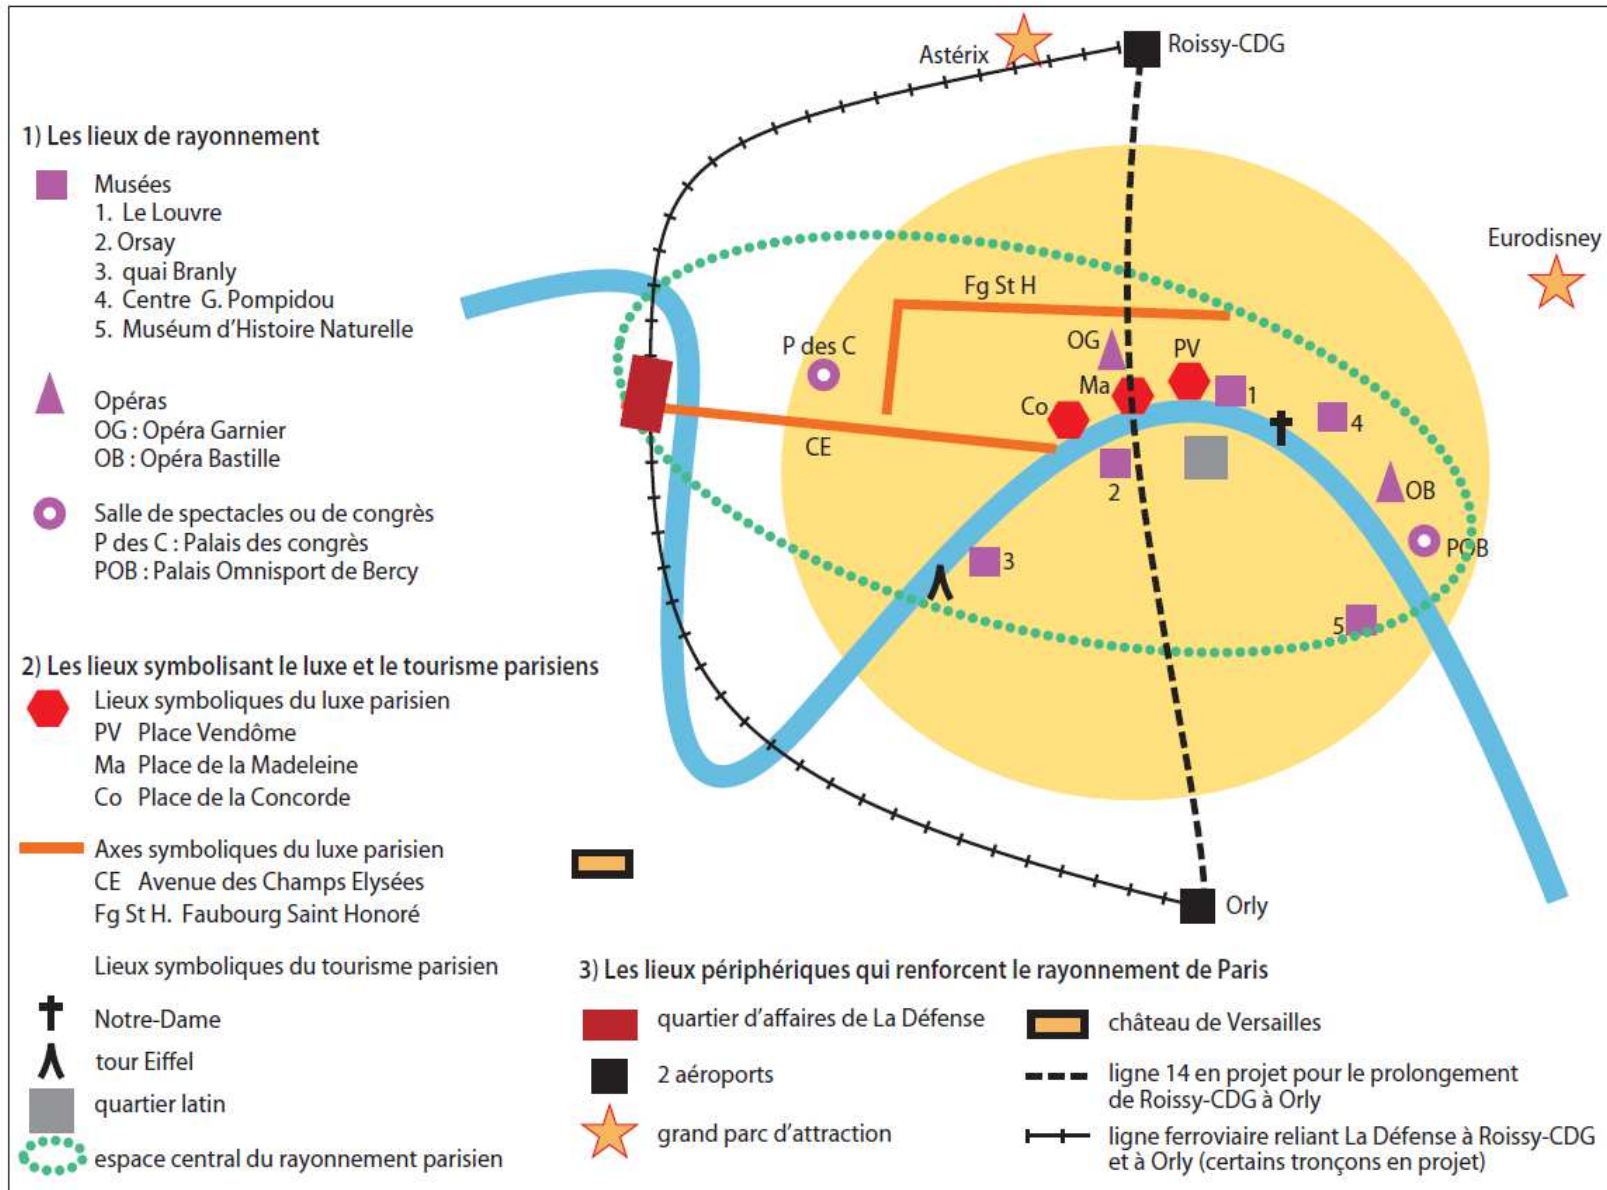 Astérix
Roissy-CDG
1) Les lieux de rayonnement
Musées
1. Le Louvre
2. Orsay
3. quai Branly
4. Centre G. Pompidou
5. Muséum d'Histoire Naturelle
Opéras
OG : Opéra Garnier
OB : Opéra Bastille
Salle de spectacles ou de congrès
P des C : Palais des congrès
POB : Palais Omnisport de Bercy
2) Les lieux symbolisant le luxe et le tourisme parisiens
Lieux symboliques du luxe parisien
PV Place Vendôme
Ma Place de la Madeleine
Co Place de la Concorde
Axes symboliques du luxe parisien
CE Avenue des Champs Elysées
Fg St H. Faubourg Saint Honoré
Lieux symboliques du tourisme parisien
Notre-Dame
tour Eiffel
quartier latin
espace central du rayonnement parisien
Eurodisney
Fg St H
P des C
OG
PV
Ma
1
Co
4
CE
2
OB
POB
3
5
Orly
3) Les lieux périphériques qui renforcent le rayonnement de Paris
quartier d'affaires de La Défense
2 aéroports
grand parc d'attraction
château de Versailles
ligne 14 en projet pour le prolongement
de Roissy-CDG à Orly
ligne ferroviaire reliant La Défense à Roissy-CDG
et à Orly (certains tronçons en projet)